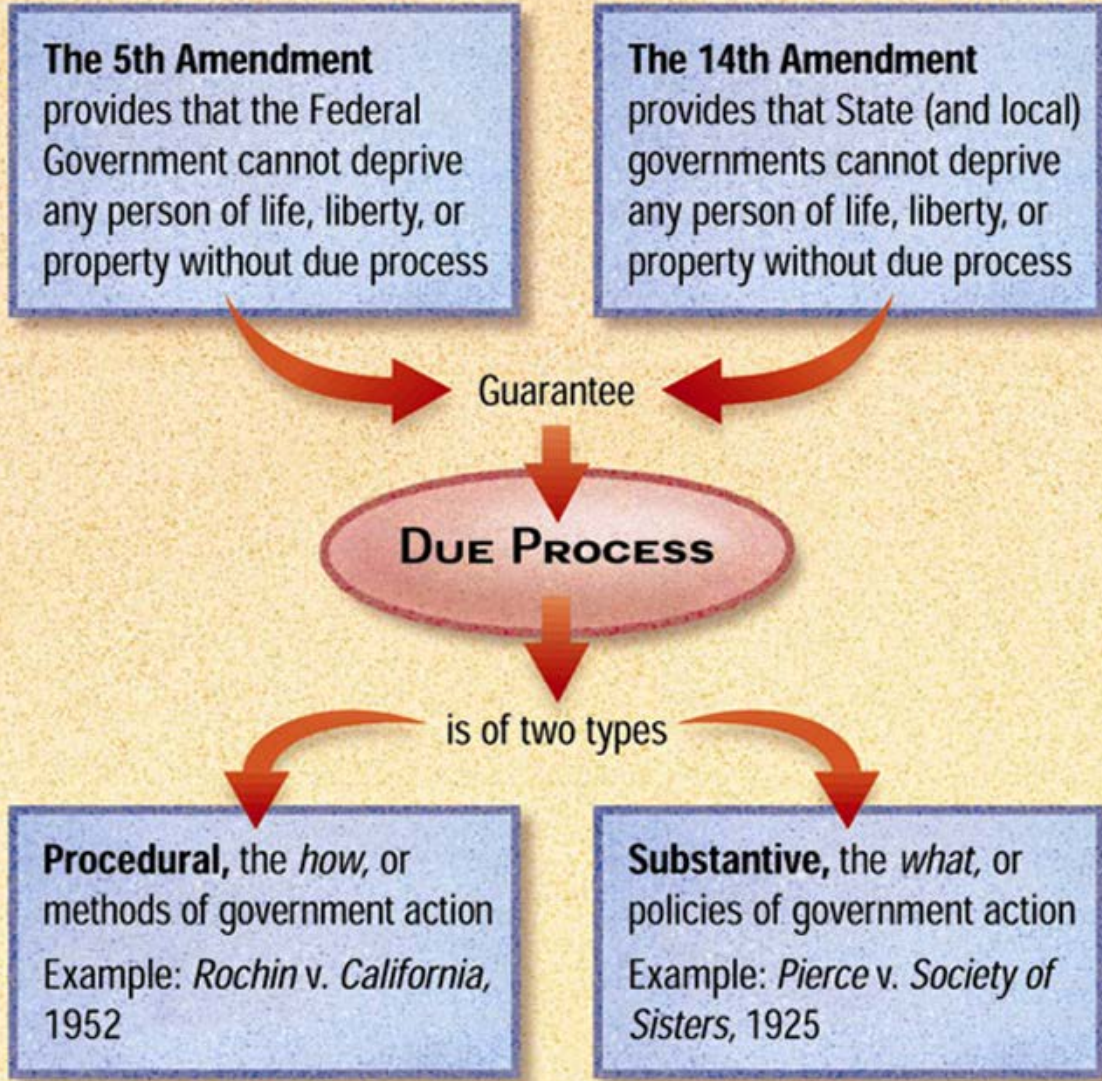 The 5th Amendment
provides that the Federal
Government cannot deprive
any person of life, liberty, or
property without due process
The 14th Amendment
provides that State (and local)
governments cannot deprive
any person of life, liberty, or
property without due process
Guarantee
DUE PROCESS
is of two types
Procedural, the how, or
methods of government action
Example: Rochin v. California,
1952
Substantive, the what, or
policies of government action
Example: Pierce v. Society of
Sisters, 1925